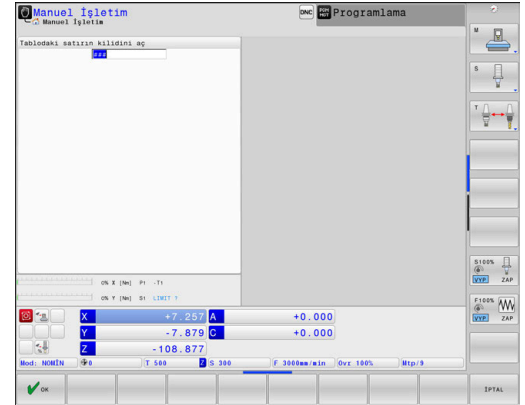 Manuel İşletim
Manuel İşletim
DNC
Programlama
Tablodaki satırın kilidini aç
###
M
S
T
0% X [Nm] P1 -T1
0% Y [Nm] S1 LIMIT 1
S100%
VYP ZAP
F100%
VYP ZAP
X +7.257 A +0.000
Y -7.879 C +0.000
Z -108.877
Mod: NOMİN 0 T 500 Z S 300 F 3000mm/min Ovr 100% M5/9
OK
İPTAL